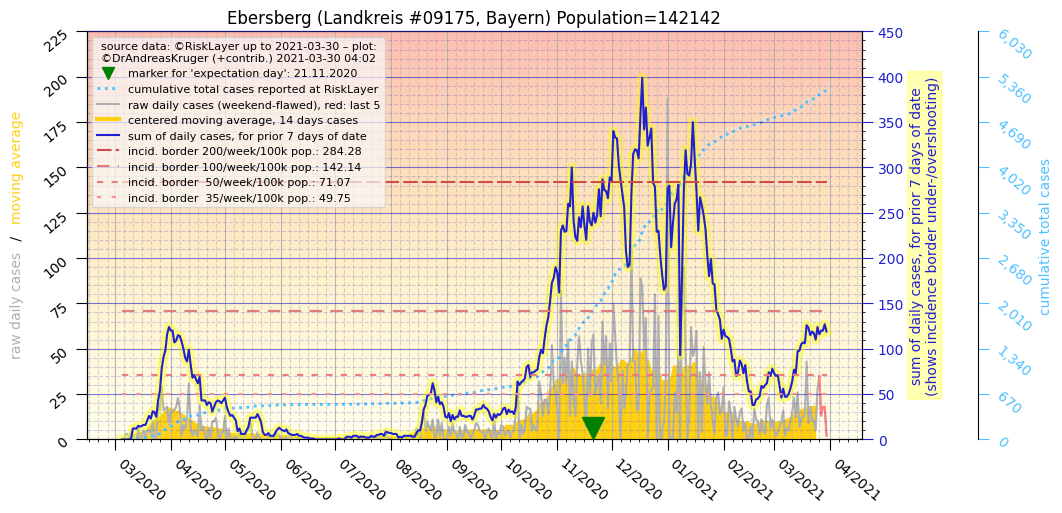 Ebersberg (Landkreis #09175, Bayern) Population=142142
source data: ©RiskLayer up to 2021-03-30 – plot:
©DrAndreasKruger (+contrib.) 2021-03-30 04:02
marker for 'expectation day': 21.11.2020
cumulative total cases reported at RiskLayer
raw daily cases (weekend-flawed), red: last 5
centered moving average, 14 days cases
sum of daily cases, for prior 7 days of date
incid. border 200/week/100k pop.: 284.28
incid. border 100/week/100k pop.: 142.14
incid. border  50/week/100k pop.: 71.07
incid. border  35/week/100k pop.: 49.75
raw daily cases  /  moving average
225
200
175
150
125
100
75
50
25
0
03/2020
04/2020
05/2020
06/2020
07/2020
08/2020
09/2020
10/2020
11/2020
12/2020
01/2021
02/2021
03/2021
04/2021
450
400
350
300
250
200
150
100
50
0
sum of daily cases, for prior 7 days of date
(shows incidence border under-/overshooting)
6,030
5,360
4,690
4,020
3,350
2,680
2,010
1,340
670
0
cumulative total cases